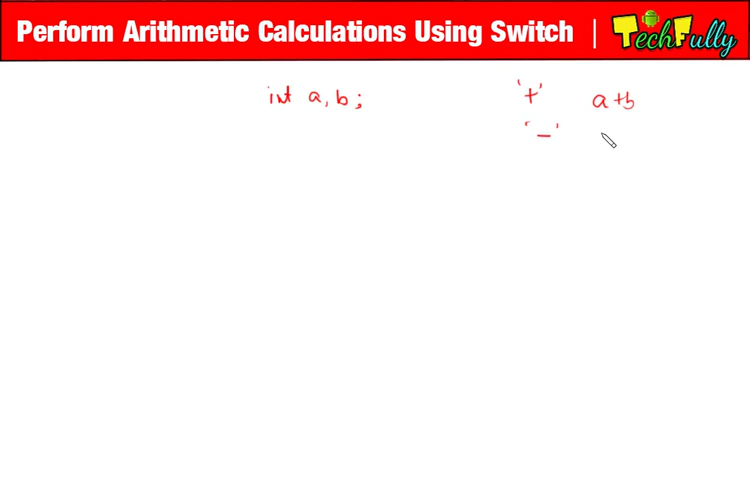 Perform Arithmetic Calculations Using Switch | TechFully
int a, b; '+' a+b
'-'